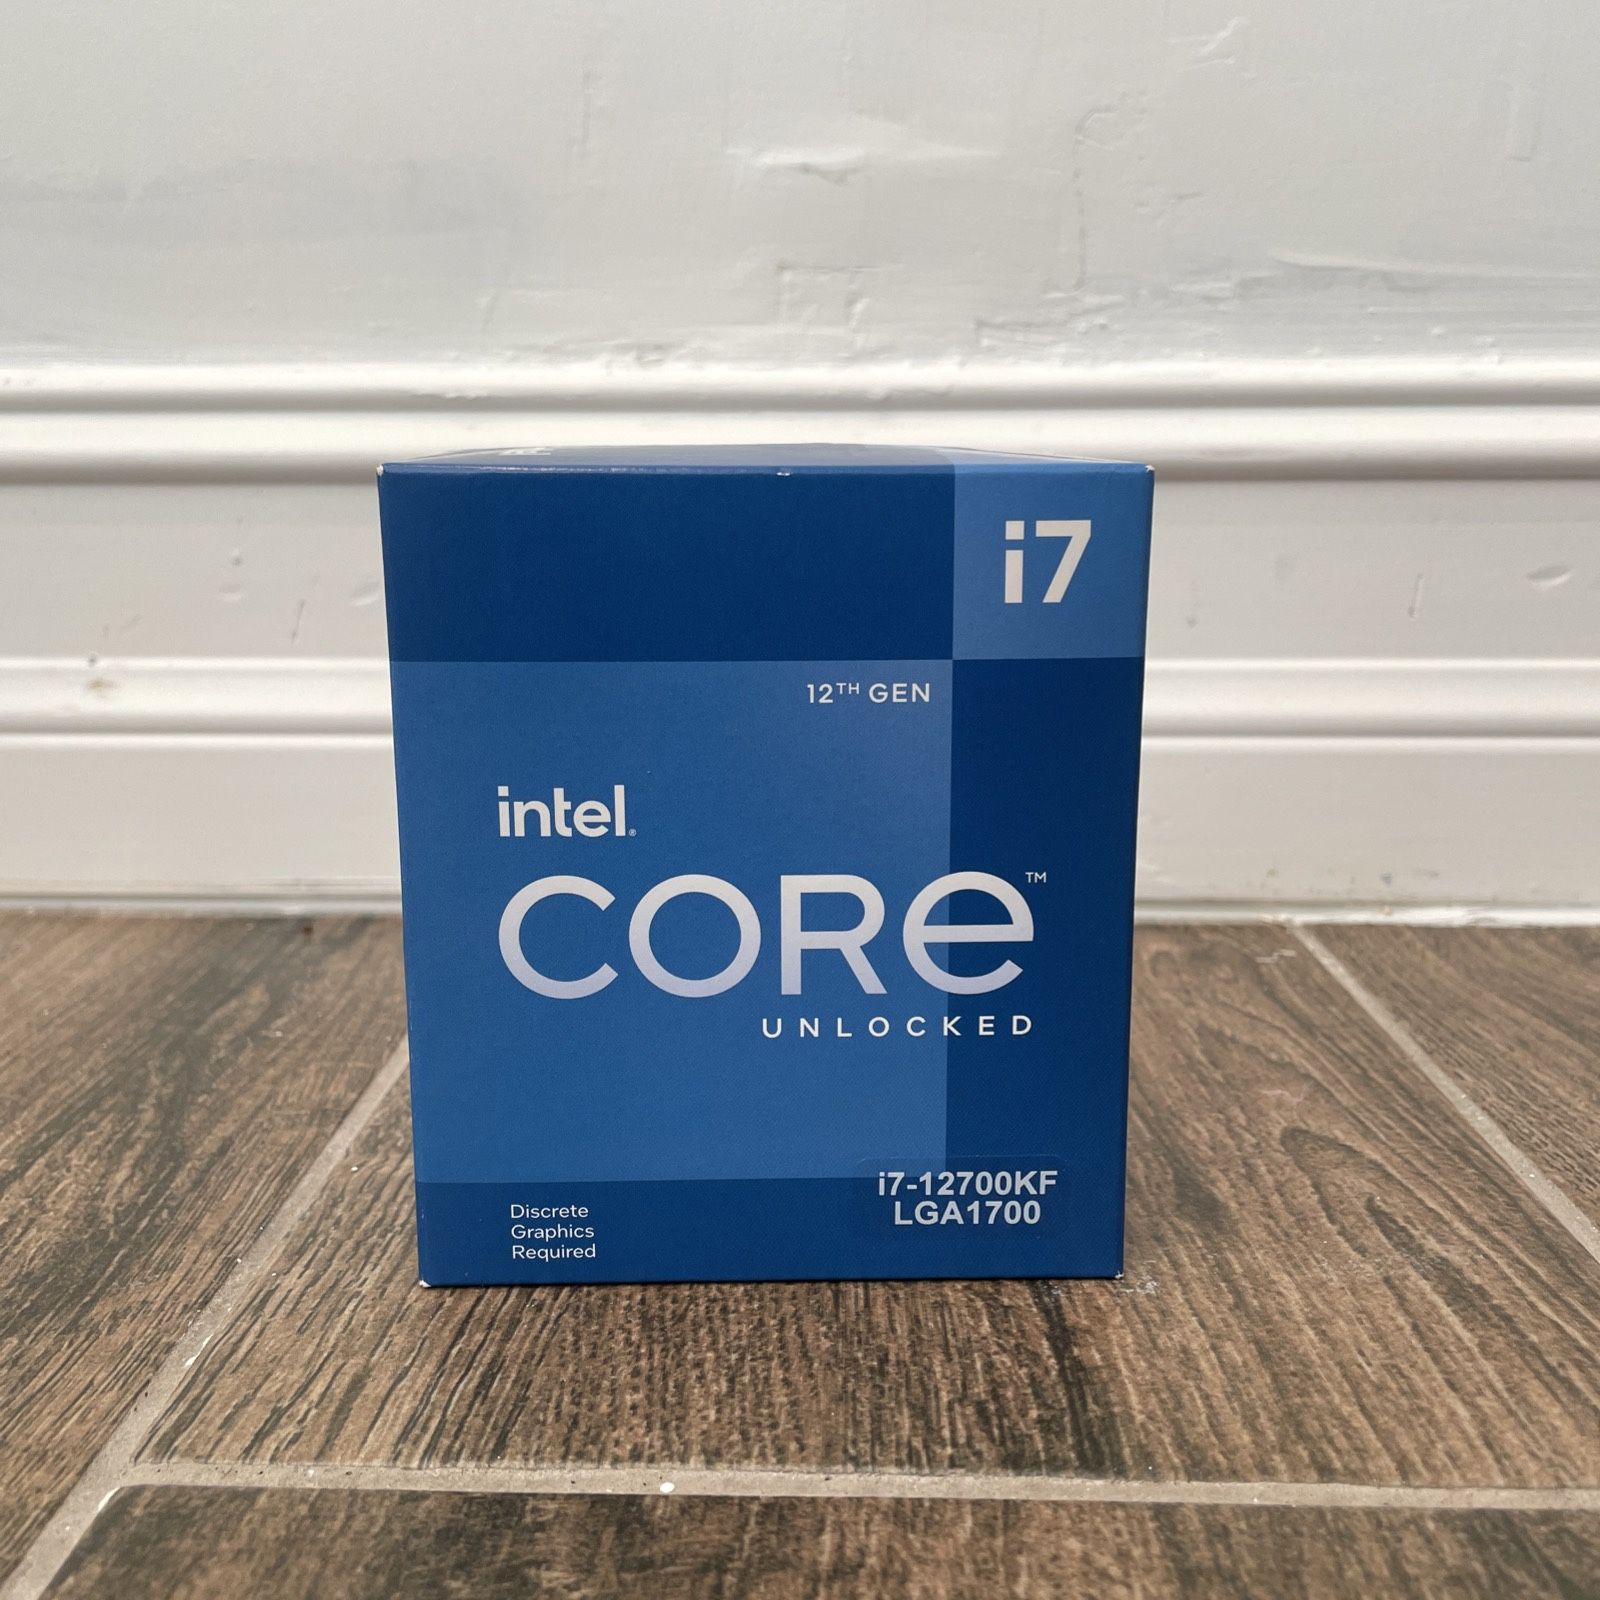 i7
12TH GEN
intel®
CORE™
UNLOCKED
i7-12700KF
LGA1700
Discrete
Graphics
Required